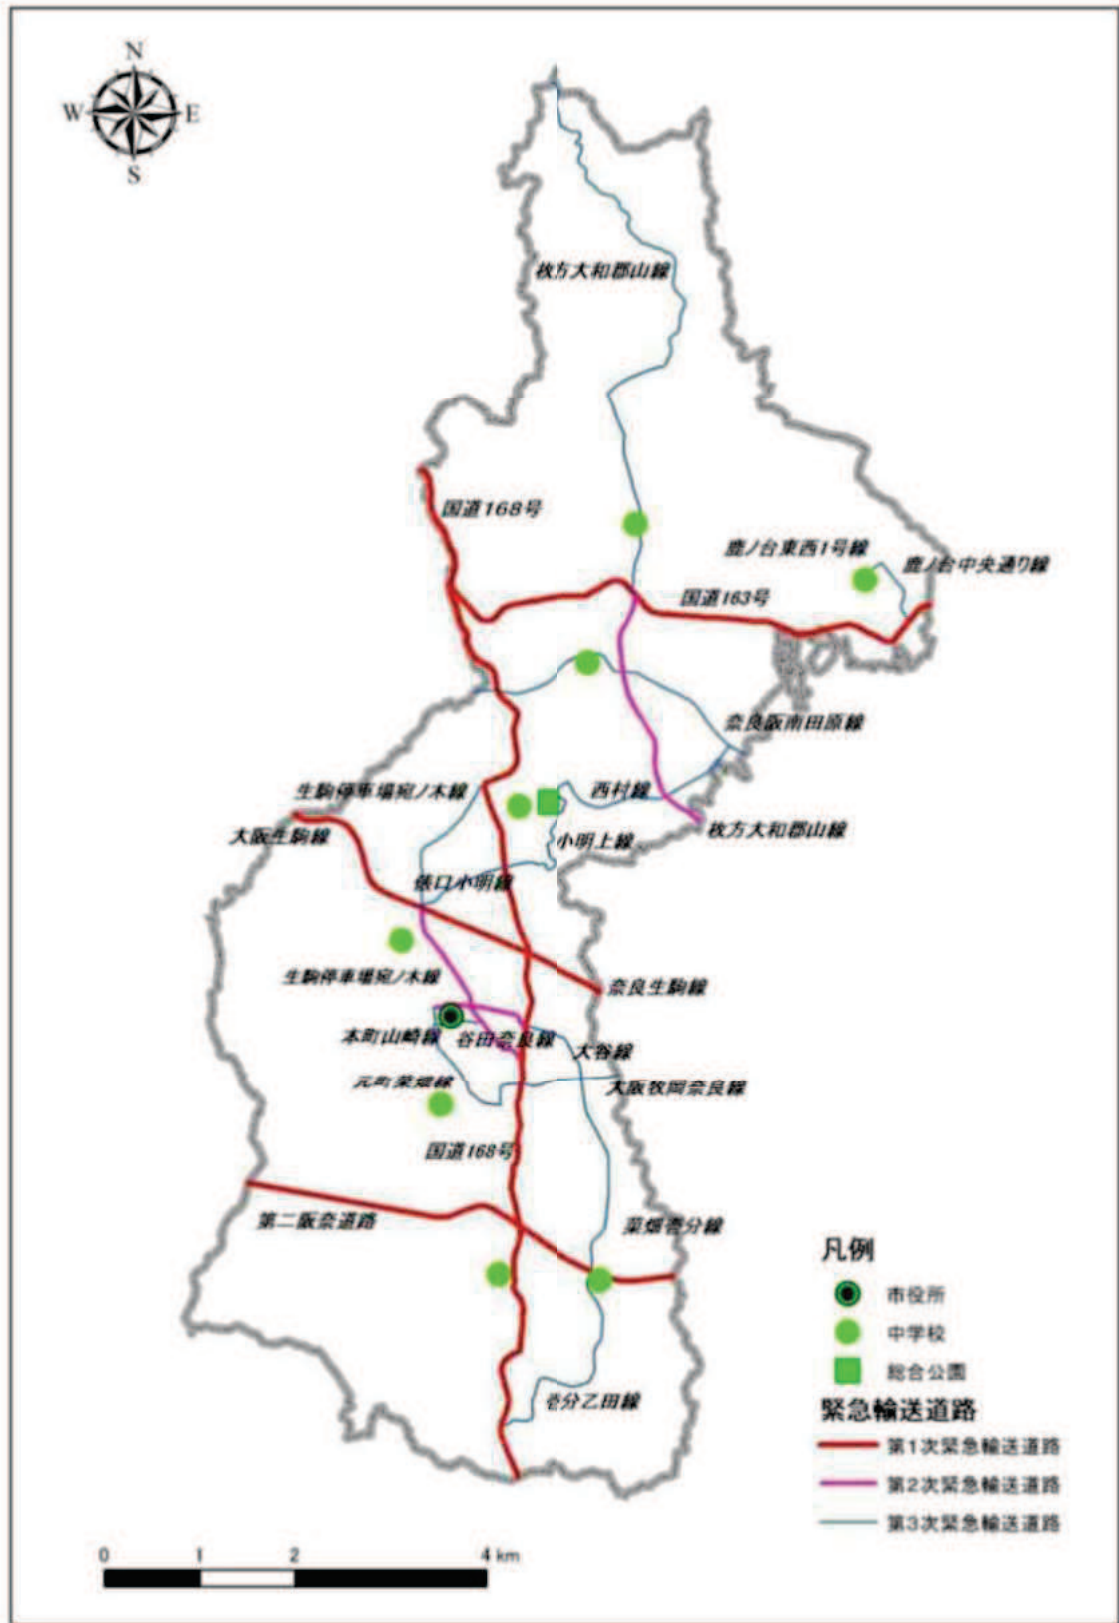 N
W E
S
枚方大和郡山線
国道168号
鹿ノ台東西1号線
鹿ノ台中央通り線
国道163号
奈良阪南田原線
生駒停車場宛ノ木線
西村線
大阪生駒線
小明上線
枚方大和郡山線
俵口小明線
生駒停車場宛ノ木線
奈良生駒線
本町山崎線
谷田奈良線
大谷線
元町菜畑線
大阪枚岡奈良線
国道168号
第二阪奈道路
菜畑壱分線
壱分乙田線
凡例
市役所
中学校
総合公園
緊急輸送道路
第1次緊急輸送道路
第2次緊急輸送道路
第3次緊急輸送道路
0 1 2 4 km